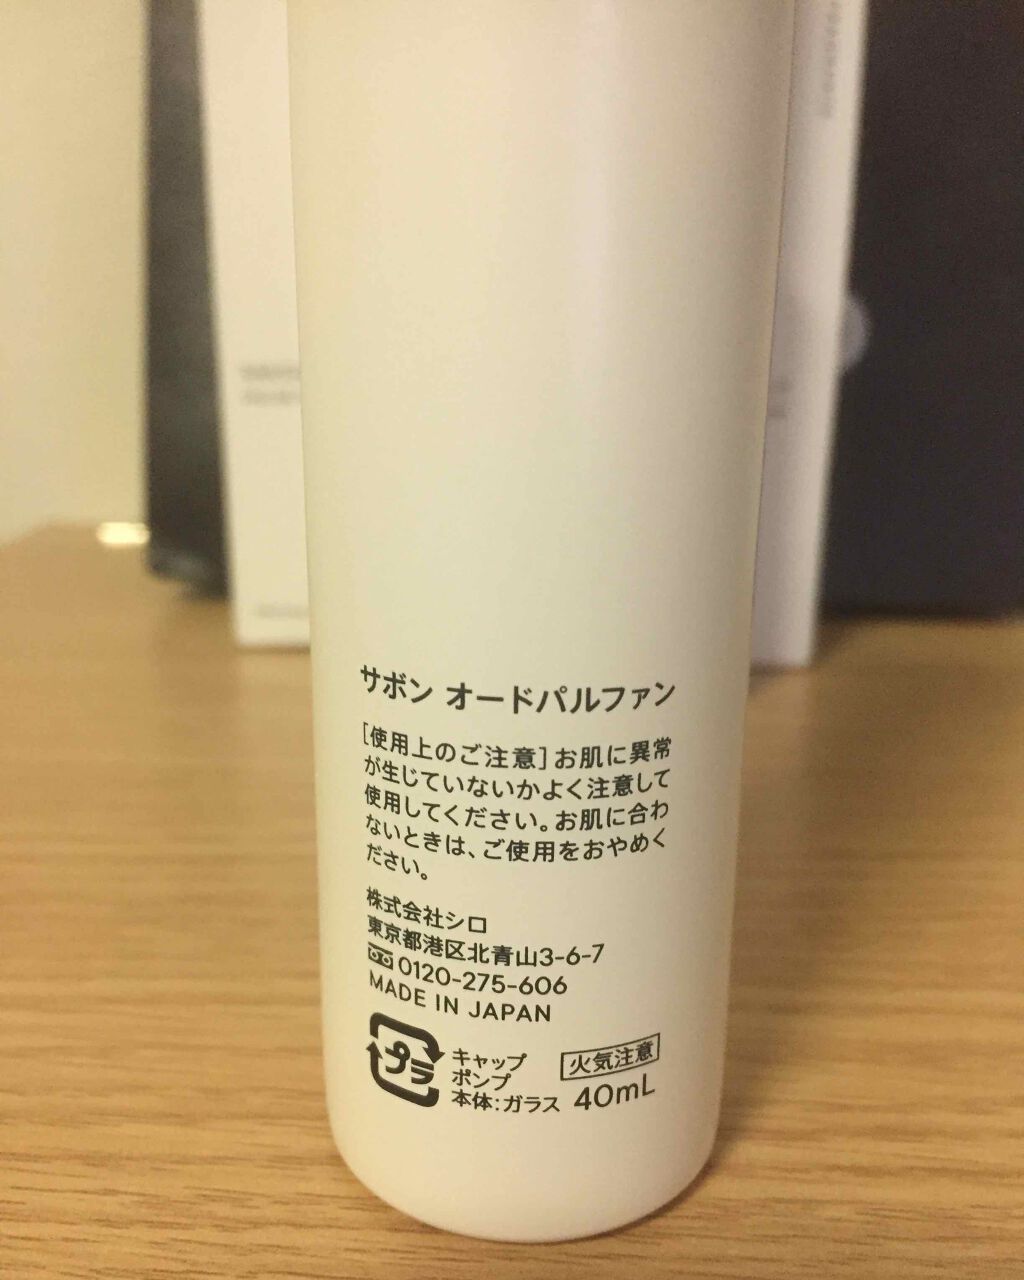 サボン オードパルファン
[使用上のご注意]お肌に異常
が生じていないかよく注意して
使用してください。お肌に合わ
ないときは、ご使用をおやめく
ださい。
株式会社シロ
東京都港区北青山3-6-7
0120-275-606
MADE IN JAPAN
プラ
キャップ
ポンプ
本体:ガラス
火気注意
40mL